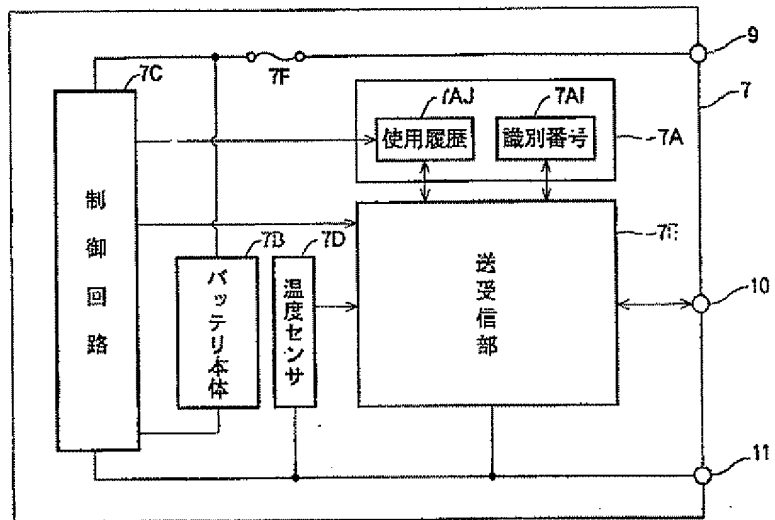 9
7C
7F
7
7AJ
7AI
使用履歴
識別番号
7A
制御回路
7B
7D
7E
バッテリ本体
温度センサ
送受信部
10
11